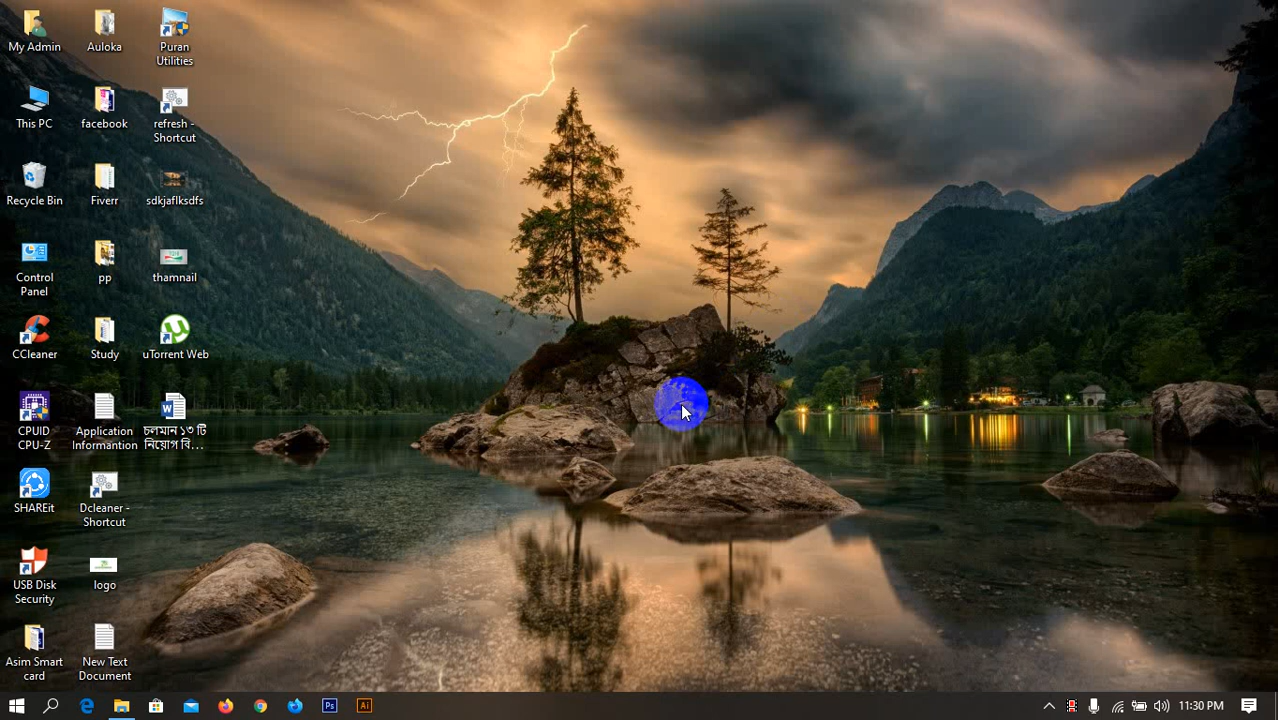 My Admin
Auloka
Puran
Utilities
This PC
facebook
refresh -
Shortcut
Recycle Bin
Fiverr
sdkjaflksdfs
Control
Panel
pp
thamnail
CCleaner
Study
uTorrent Web
CPUID
CPU-Z
Application
Informantion
চলমান ১৩ টি
নিয়োগ বি...
SHAREit
Dcleaner -
Shortcut
USB Disk
Security
logo
Asim Smart
card
New Text
Document
Ps
Ai
11:30 PM